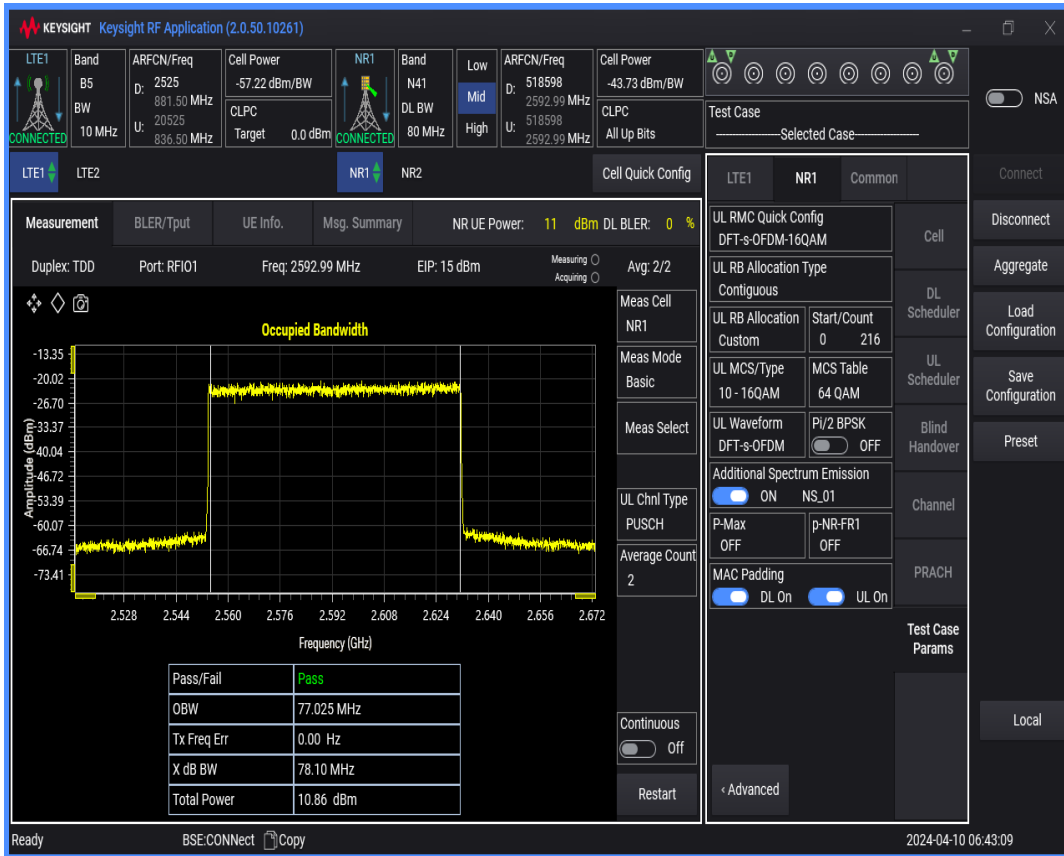 KEYSIGHT Keysight RF Application (2.0.50.10261)
LTE1
CONNECTED
Band
B5
BW
10 MHz
ARFCN/Freq
D: 2525
881.50 MHz
U: 20525
836.50 MHz
Cell Power
-57.22 dBm/BW
CLPC
Target 0.0 dBm
NR1
CONNECTED
Band
N41
DL BW
80 MHz
Low
Mid
High
ARFCN/Freq
D: 518598
2592.99 MHz
U: 518598
2592.99 MHz
Cell Power
-43.73 dBm/BW
CLPC
All Up Bits
Test Case
--------------------Selected Case--------------------
NSA
LTE1 LTE2 NR1 NR2 Cell Quick Config
Measurement BLER/Tput UE Info. Msg. Summary NR UE Power: 11 dBm DL BLER: 0 %
Duplex: TDD Port: RFIO1 Freq: 2592.99 MHz EIP: 15 dBm Measuring Acquiring Avg: 2/2
Occupied Bandwidth
Amplitude (dBm)
-13.35
-20.02
-26.70
-33.37
-40.04
-46.72
-53.39
-60.07
-66.74
-73.41
2.528 2.544 2.560 2.576 2.592 2.608 2.624 2.640 2.656 2.672
Frequency (GHz)
Pass/Fail Pass
OBW 77.025 MHz
Tx Freq Err 0.00 Hz
X dB BW 78.10 MHz
Total Power 10.86 dBm
Meas Cell
NR1
Meas Mode
Basic
Meas Select
UL Chnl Type
PUSCH
Average Count
2
Continuous
Off
Restart
LTE1 NR1 Common
UL RMC Quick Config
DFT-s-OFDM-16QAM
UL RB Allocation Type
Contiguous
UL RB Allocation
Custom
Start/Count
0 216
UL MCS/Type
10 - 16QAM
MCS Table
64 QAM
UL Waveform
DFT-s-OFDM
Pi/2 BPSK
OFF
Additional Spectrum Emission
ON NS_01
P-Max
OFF
p-NR-FR1
OFF
MAC Padding
DL On UL On
‹ Advanced
Cell
DL
Scheduler
UL
Scheduler
Blind
Handover
Channel
PRACH
Test Case
Params
Connect
Disconnect
Aggregate
Load
Configuration
Save
Configuration
Preset
Local
Ready BSE:CONNect Copy 2024-04-10 06:43:09